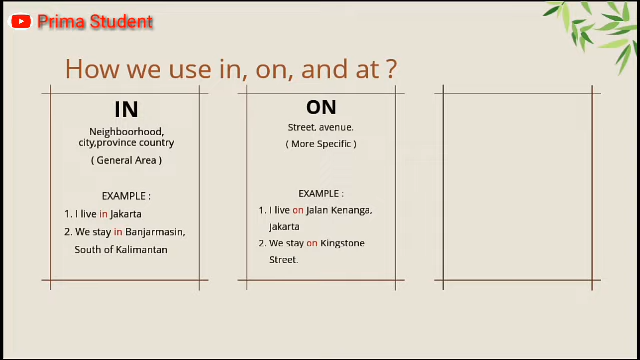 Prima Student
How we use in, on, and at ?
IN
Neighboorhood,
city,province country
( General Area )
EXAMPLE :
1. I live in Jakarta
2. We stay in Banjarmasin,
South of Kalimantan
ON
Street, avenue.
( More Specific )
EXAMPLE :
1. I live on Jalan Kenanga,
Jakarta
2. We stay on Kingstone
Street.